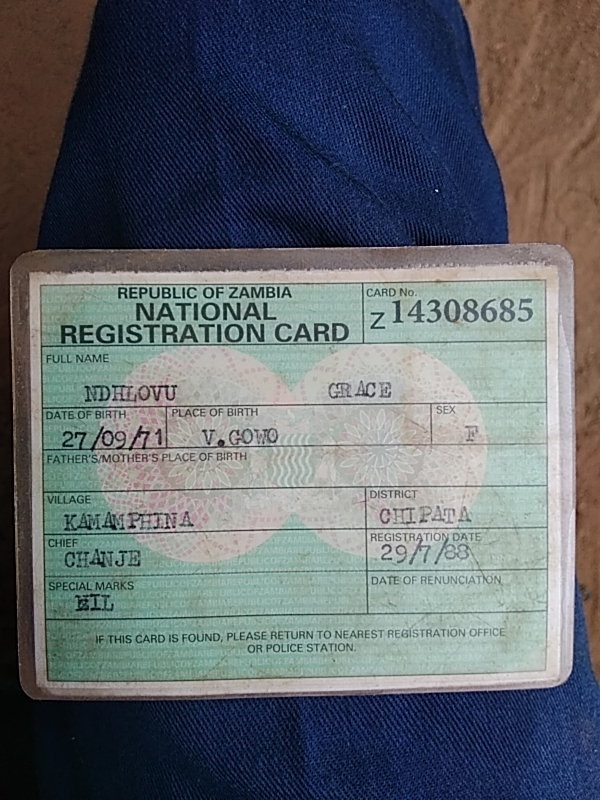 REPUBLIC OF ZAMBIA
NATIONAL
REGISTRATION CARD
CARD No.
Z 14308685
FULL NAME
NDHLOVU GRACE
DATE OF BIRTH
27/09/71
PLACE OF BIRTH
V.GOWO
SEX
F
FATHER'S/MOTHER'S PLACE OF BIRTH
VILLAGE
KAMAMPHINA
DISTRICT
CHIPATA
CHIEF
CHANJE
REGISTRATION DATE
29/7/88
SPECIAL MARKS
DATE OF RENUNCIATION
IF THIS CARD IS FOUND, PLEASE RETURN TO NEAREST REGISTRATION OFFICE
OR POLICE STATION.